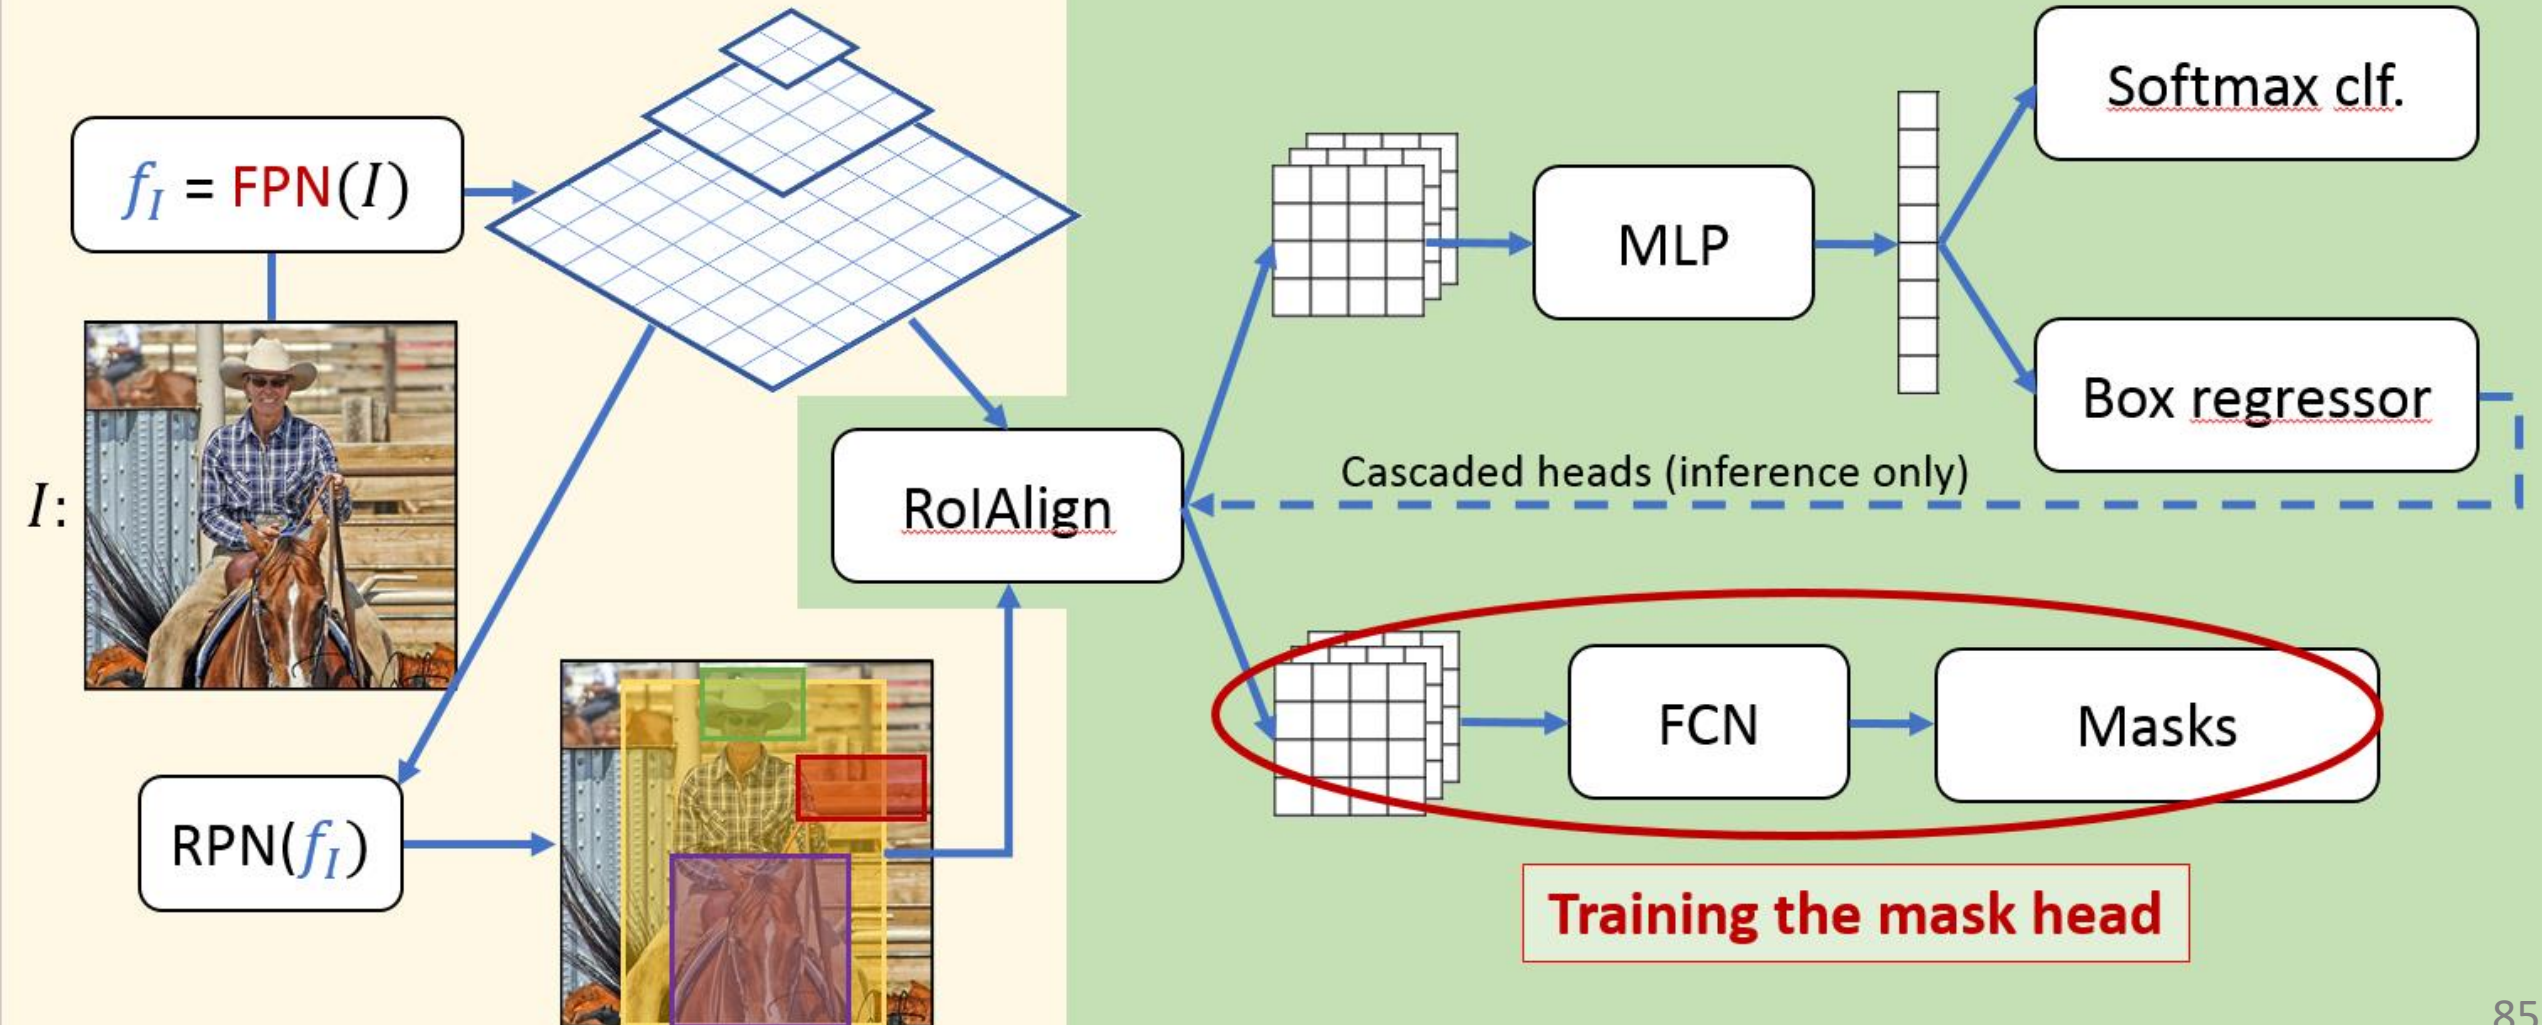 f_I = FPN(I)
I:
RPN(f_I)
RoIAlign
MLP
Softmax clf.
Box regressor
Cascaded heads (inference only)
FCN
Masks
Training the mask head
85